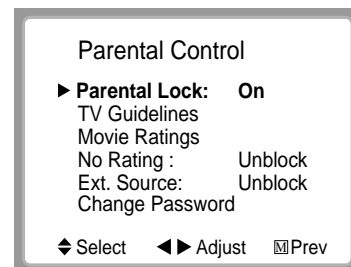 Parental Control
Parental Lock: On
TV Guidelines
Movie Ratings
No Rating : Unblock
Ext. Source: Unblock
Change Password
Select Adjust M Prev